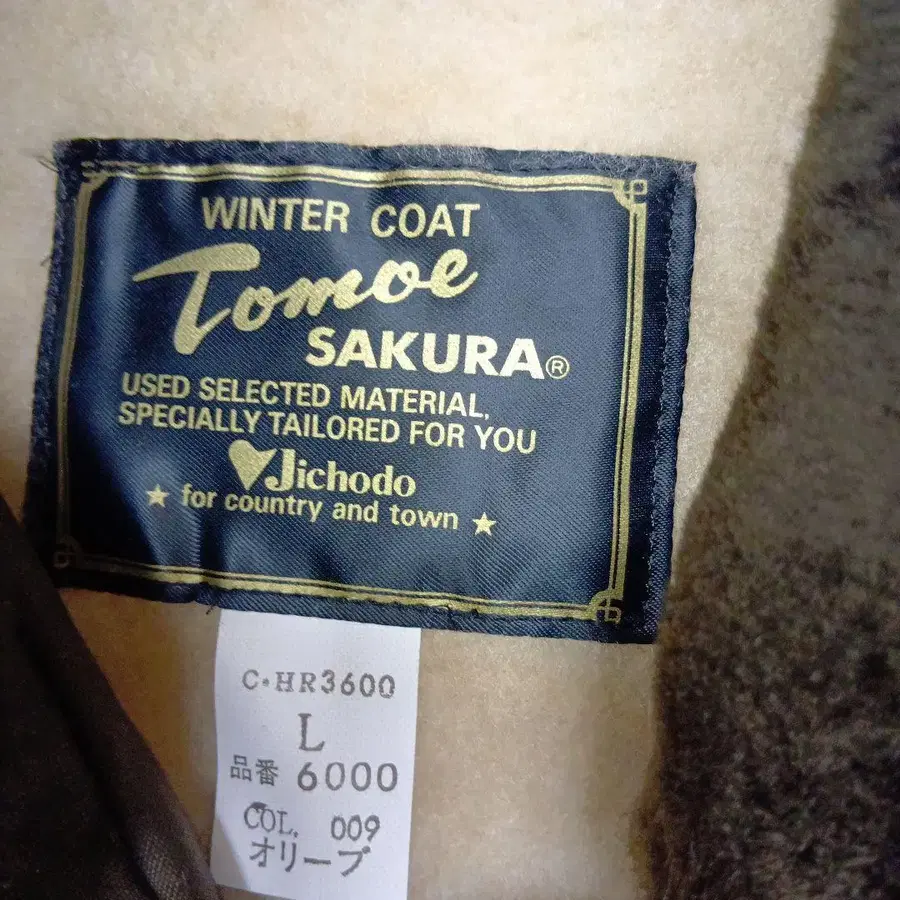 WINTER COAT
Tomoe
SAKURA®
USED SELECTED MATERIAL.
SPECIALLY TAILORED FOR YOU
♥Jichodo
★ for country and town ★
C・HR3600
L
品番 6000
COL. 009
オリーブ